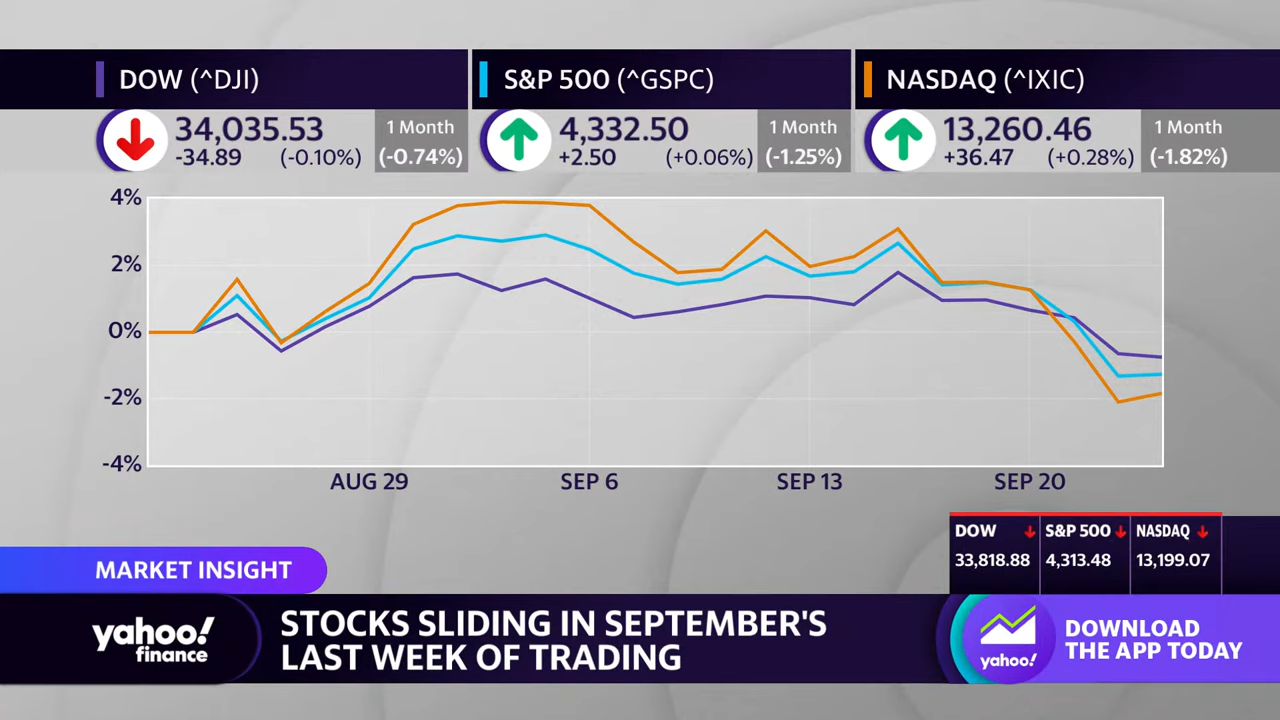 DOW (^DJI)
34,035.53
-34.89 (-0.10%)
1 Month
(-0.74%)
S&P 500 (^GSPC)
4,332.50
+2.50 (+0.06%)
1 Month
(-1.25%)
NASDAQ (^IXIC)
13,260.46
+36.47 (+0.28%)
1 Month
(-1.82%)
4%
2%
0%
-2%
-4%
AUG 29 SEP 6 SEP 13 SEP 20
DOW S&P 500 NASDAQ
33,818.88 4,313.48 13,199.07
MARKET INSIGHT
yahoo!
finance
STOCKS SLIDING IN SEPTEMBER'S
LAST WEEK OF TRADING
yahoo!
DOWNLOAD
THE APP TODAY